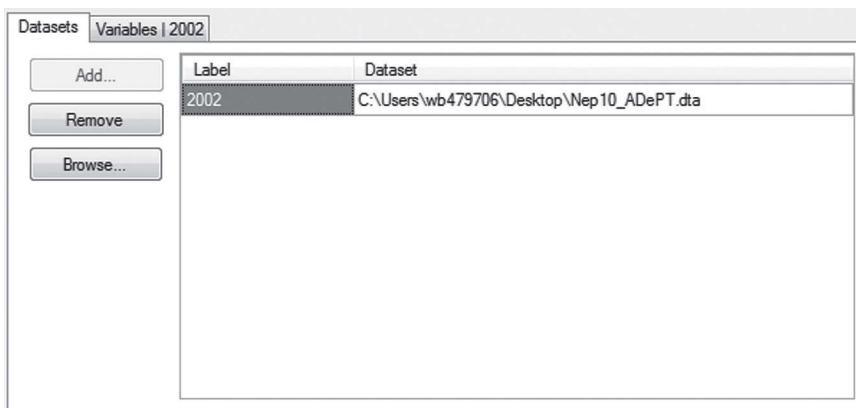 Datasets Variables | 2002
Add... Label Dataset
2002 C:\Users\wb479706\Desktop\Nep10_ADePT.dta
Remove
Browse...